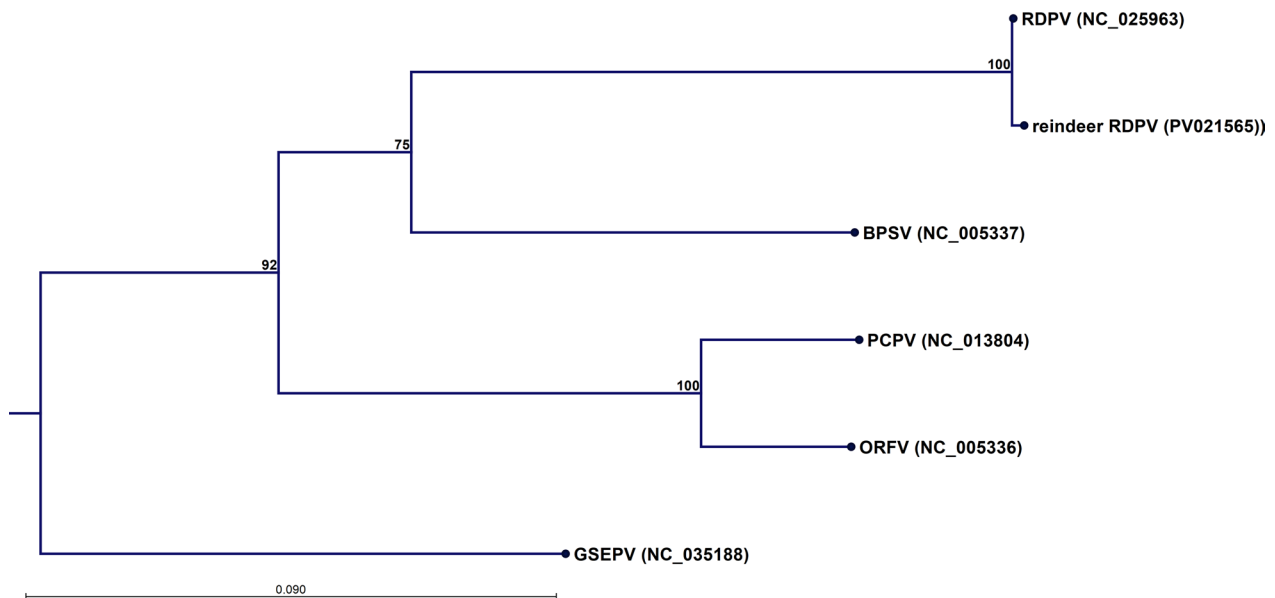 RDPV (NC_025963)
100
reindeer RDPV (PV021565))
75
BPSV (NC_005337)
92
PCPV (NC_013804)
100
ORFV (NC_005336)
GSEPV (NC_035188)
0.090